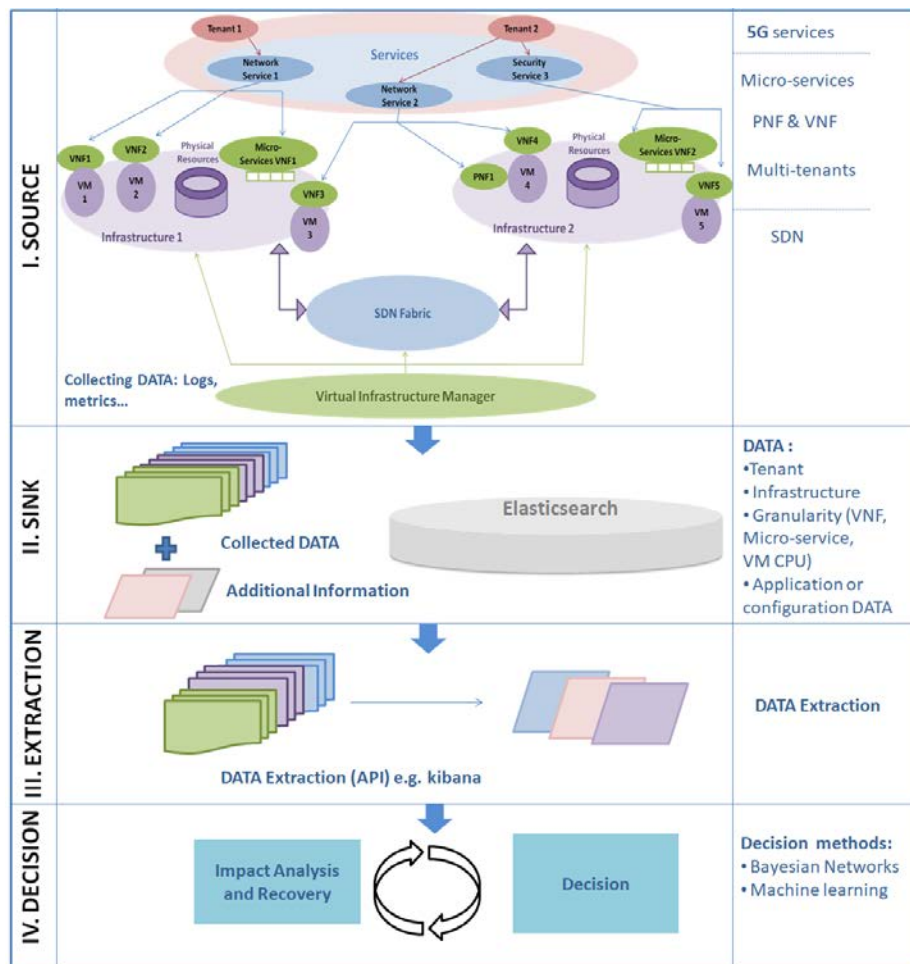 I. SOURCE
Tenant 1
Tenant 2
Services
Network
Service 1
Security
Service 3
Network
Service 2
VNF1
VNF2
Physical
Resources
Micro-
Services VNF1
VNF3
VM
1
VM
2
VM
3
Infrastructure 1
VNF4
PNF1
VM
4
Physical
Resources
Micro-
Services VNF2
VNF5
VM
5
Infrastructure 2
SDN Fabric
Collecting DATA: Logs,
metrics...
Virtual Infrastructure Manager
5G services
Micro-services
PNF & VNF
Multi-tenants
SDN
II. SINK
Collected DATA
Additional Information
Elasticsearch
DATA :
•Tenant
• Infrastructure
• Granularity (VNF,
Micro-service,
VM CPU)
• Application or
configuration DATA
III. EXTRACTION
DATA Extraction (API) e.g. kibana
DATA Extraction
IV. DECISION
Impact Analysis
and Recovery
Decision
Decision methods:
• Bayesian Networks
• Machine learning